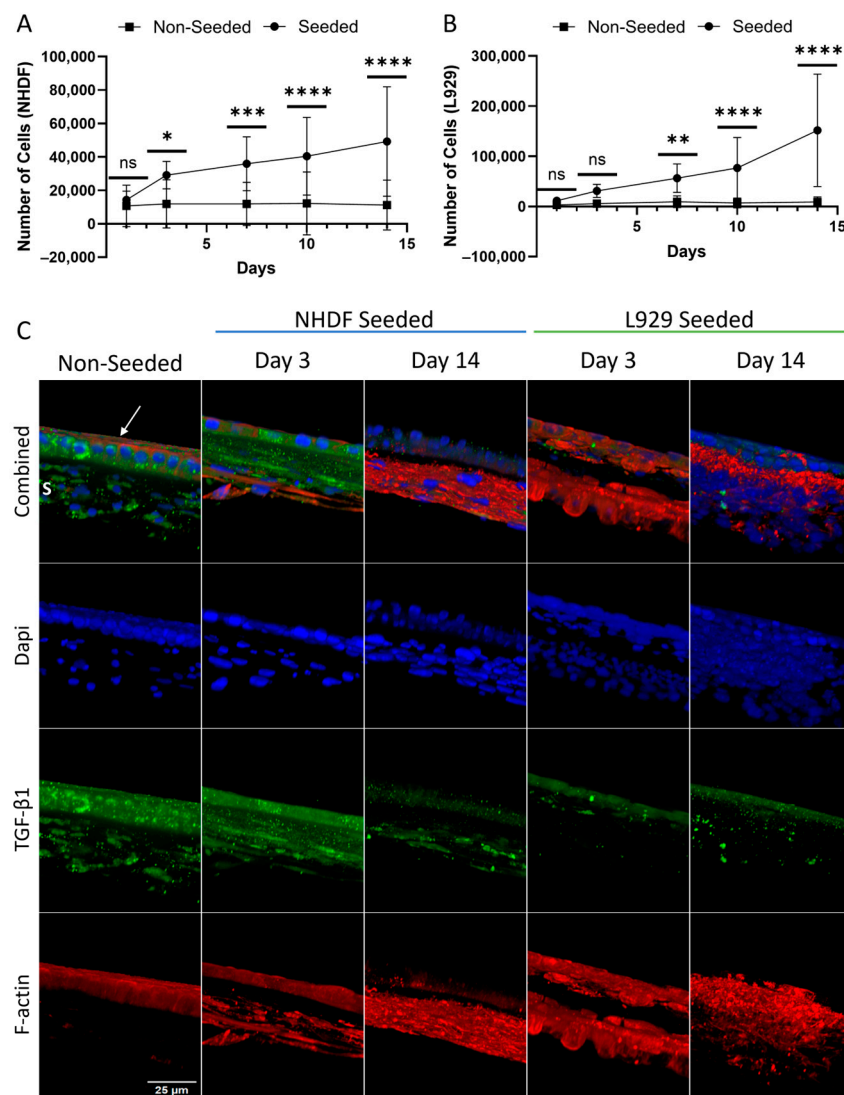 A
Non-Seeded
Seeded
Number of Cells (NHDF)
100,000
80,000
60,000
40,000
20,000
0
−20,000
ns
*
***
****
****
5
10
15
Days
B
Non-Seeded
Seeded
Number of Cells (L929)
300,000
200,000
100,000
0
−100,000
ns
ns
**
****
****
5
10
15
Days
C
NHDF Seeded
L929 Seeded
Non-Seeded
Day 3
Day 14
Day 3
Day 14
Combined
S
Dapi
TGF-β1
F-actin
25 µm